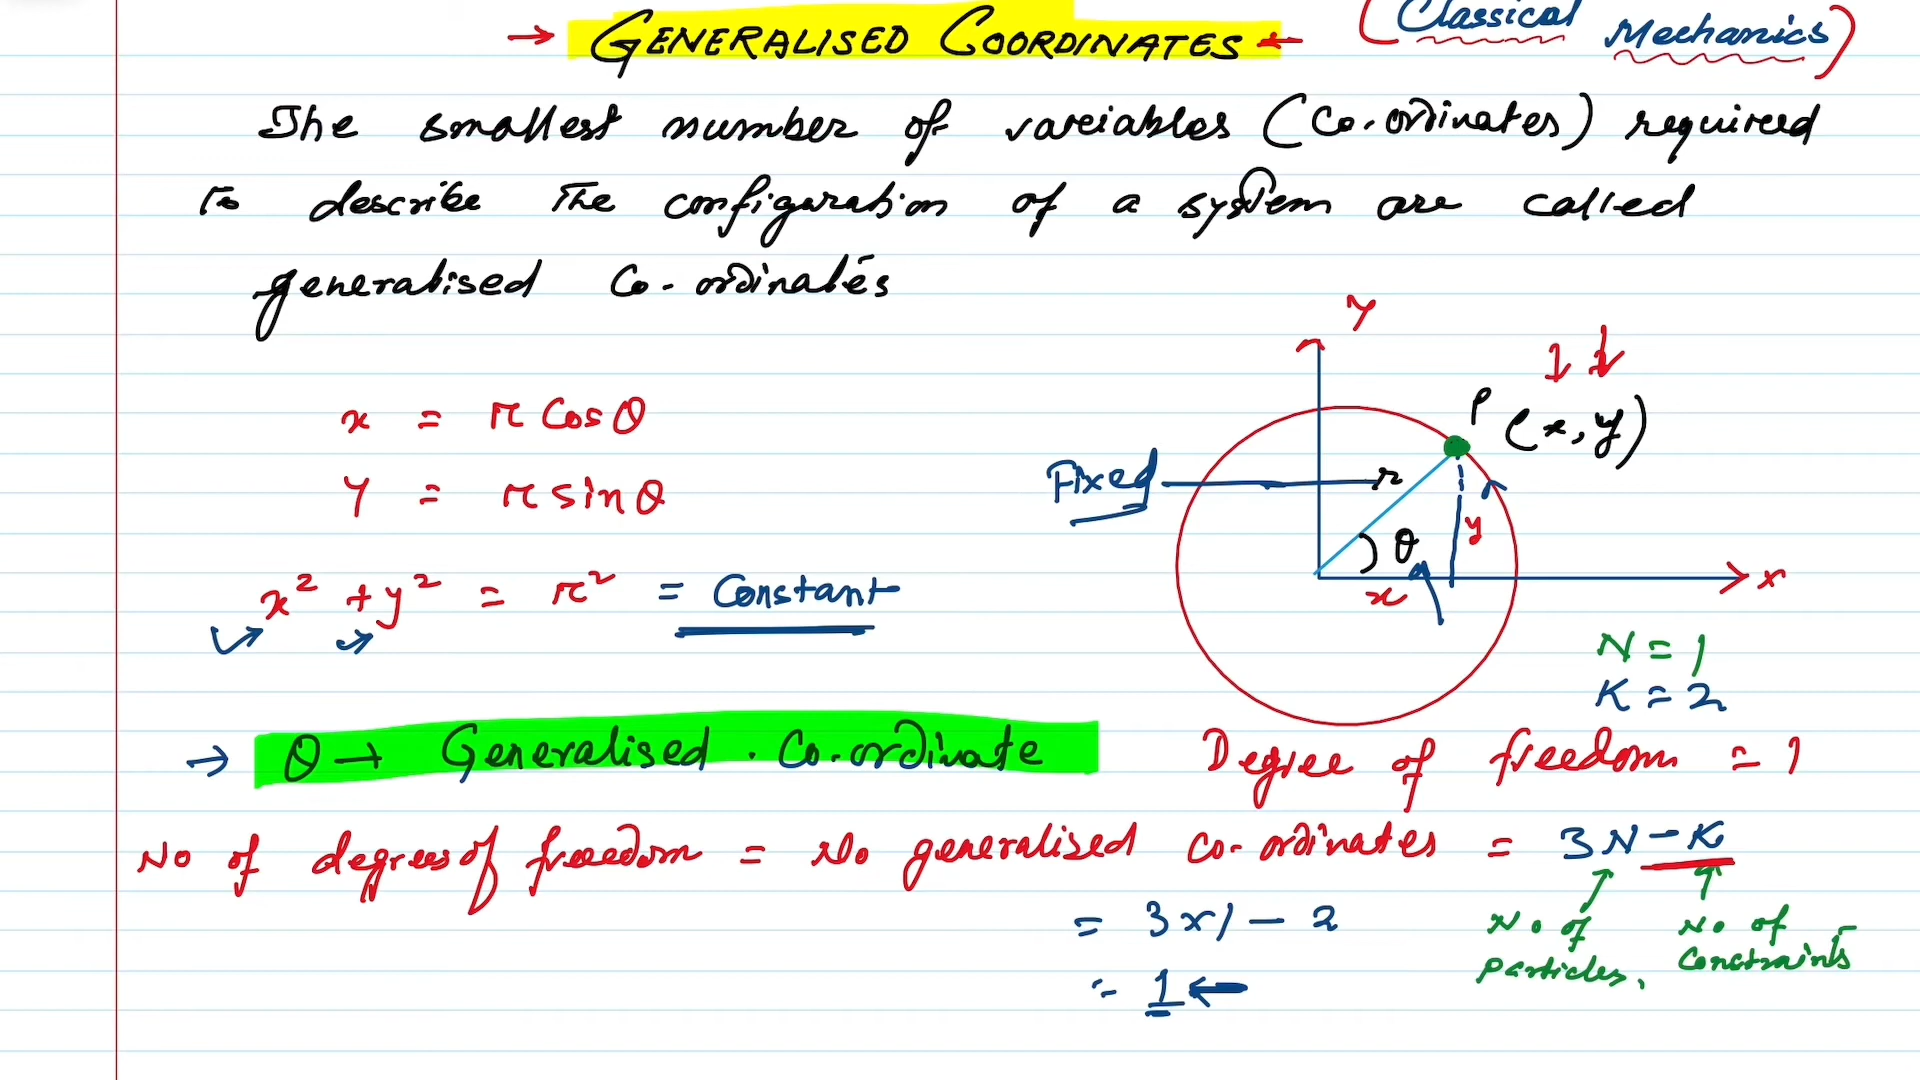 → GENERALISED COORDINATES ←
(Classical Mechanics)
The smallest number of variables (Co-ordinates) required
to describe the configuration of a system are called
generalised Co-ordinates
x = r Cos θ
Y = r sin θ
x² + y² = r² = Constant
Y
P (x, y)
Fixed
r
θ
y
x
x
N = 1
K = 2
→ θ → Generalised Co-ordinate
Degree of freedom = 1
No of degrees of freedom = No generalised co-ordinates = 3N - K
= 3x1 - 2
No of Particles,
No of Constraints
= 1 ←